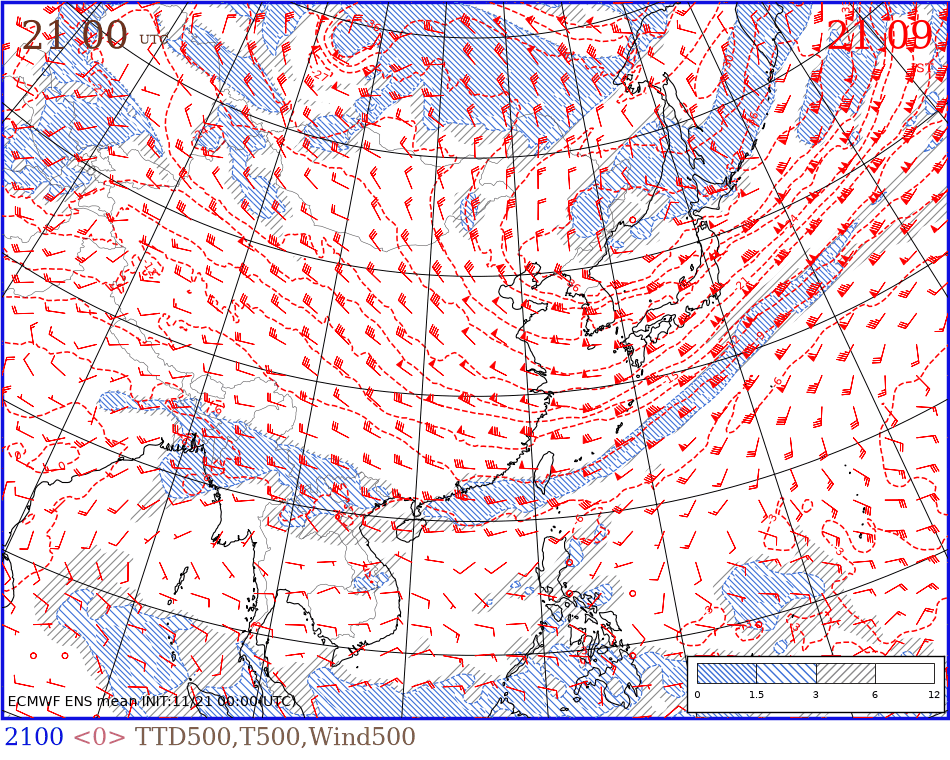 21 00 UTC
21 09
JST
ECMWF ENS mean INIT:11/21 00:00(UTC)
0 1.5 3 6 12
2100 <0> TTD500,T500,Wind500